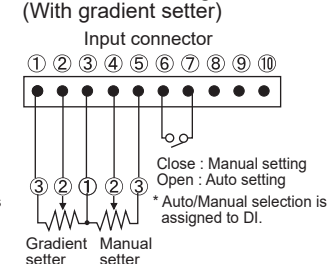 (With gradient setter)
Input connector
① ② ③ ④ ⑤ ⑥ ⑦ ⑧ ⑨ ⑩
Close : Manual setting
Open : Auto setting
③ ② ① ② ③
* Auto/Manual selection is
assigned to DI.
Gradient Manual
setter setter